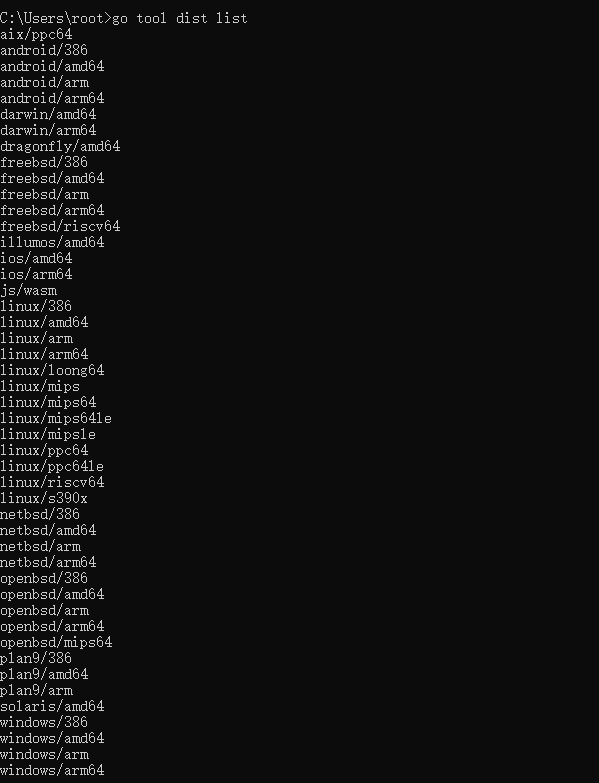 C:\Users\root>go tool dist list
aix/ppc64
android/386
android/amd64
android/arm
android/arm64
darwin/amd64
darwin/arm64
dragonfly/amd64
freebsd/386
freebsd/amd64
freebsd/arm
freebsd/arm64
freebsd/riscv64
illumos/amd64
ios/amd64
ios/arm64
js/wasm
linux/386
linux/amd64
linux/arm
linux/arm64
linux/loong64
linux/mips
linux/mips64
linux/mips64le
linux/mipsle
linux/ppc64
linux/ppc64le
linux/riscv64
linux/s390x
netbsd/386
netbsd/amd64
netbsd/arm
netbsd/arm64
openbsd/386
openbsd/amd64
openbsd/arm
openbsd/arm64
openbsd/mips64
plan9/386
plan9/amd64
plan9/arm
solaris/amd64
windows/386
windows/amd64
windows/arm
windows/arm64